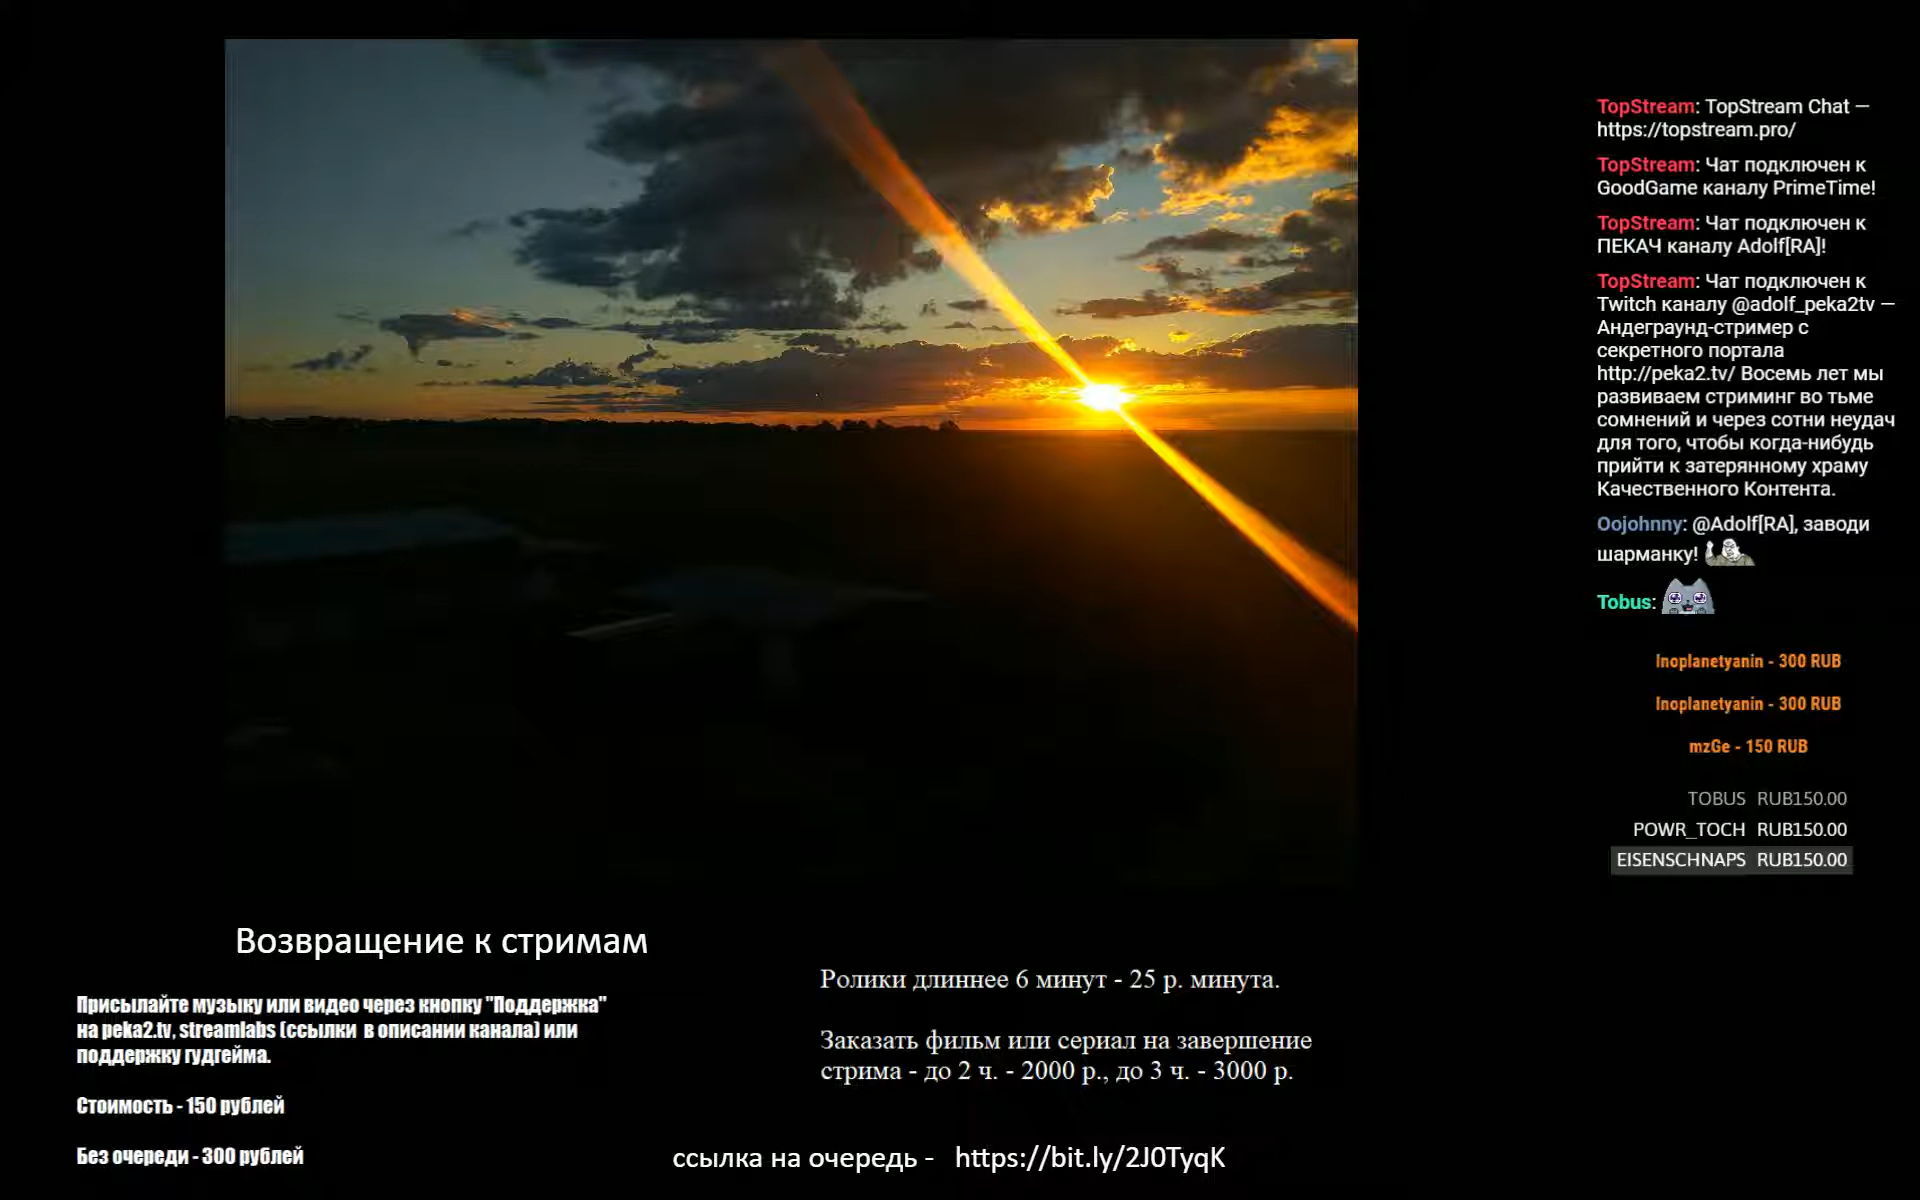 TopStream: TopStream Chat —
https://topstream.pro/
TopStream: Чат подключен к
GoodGame каналу PrimeTime!
TopStream: Чат подключен к
ПЕКАЧ каналу Adolf[RA]!
TopStream: Чат подключен к
Twitch каналу @adolf_peka2tv —
Андеграунд-стример с
секретного портала
http://peka2.tv/ Восемь лет мы
развиваем стриминг во тьме
сомнений и через сотни неудач
для того, чтобы когда-нибудь
прийти к затерянному храму
Качественного Контента.
Oojohnny: @Adolf[RA], заводи
шарманку!
Tobus:
Inoplanetyanin - 300 RUB
Inoplanetyanin - 300 RUB
mzGe - 150 RUB
TOBUS RUB150.00
POWR_TOCH RUB150.00
EISENSCHNAPS RUB150.00
Возвращение к стримам
Присылайте музыку или видео через кнопку "Поддержка"
на peka2.tv, streamlabs (ссылки в описании канала) или
поддержку гудгейма.
Стоимость - 150 рублей
Без очереди - 300 рублей
Ролики длиннее 6 минут - 25 р. минута.
Заказать фильм или сериал на завершение
стрима - до 2 ч. - 2000 р., до 3 ч. - 3000 р.
ссылка на очередь - https://bit.ly/2J0TyqK